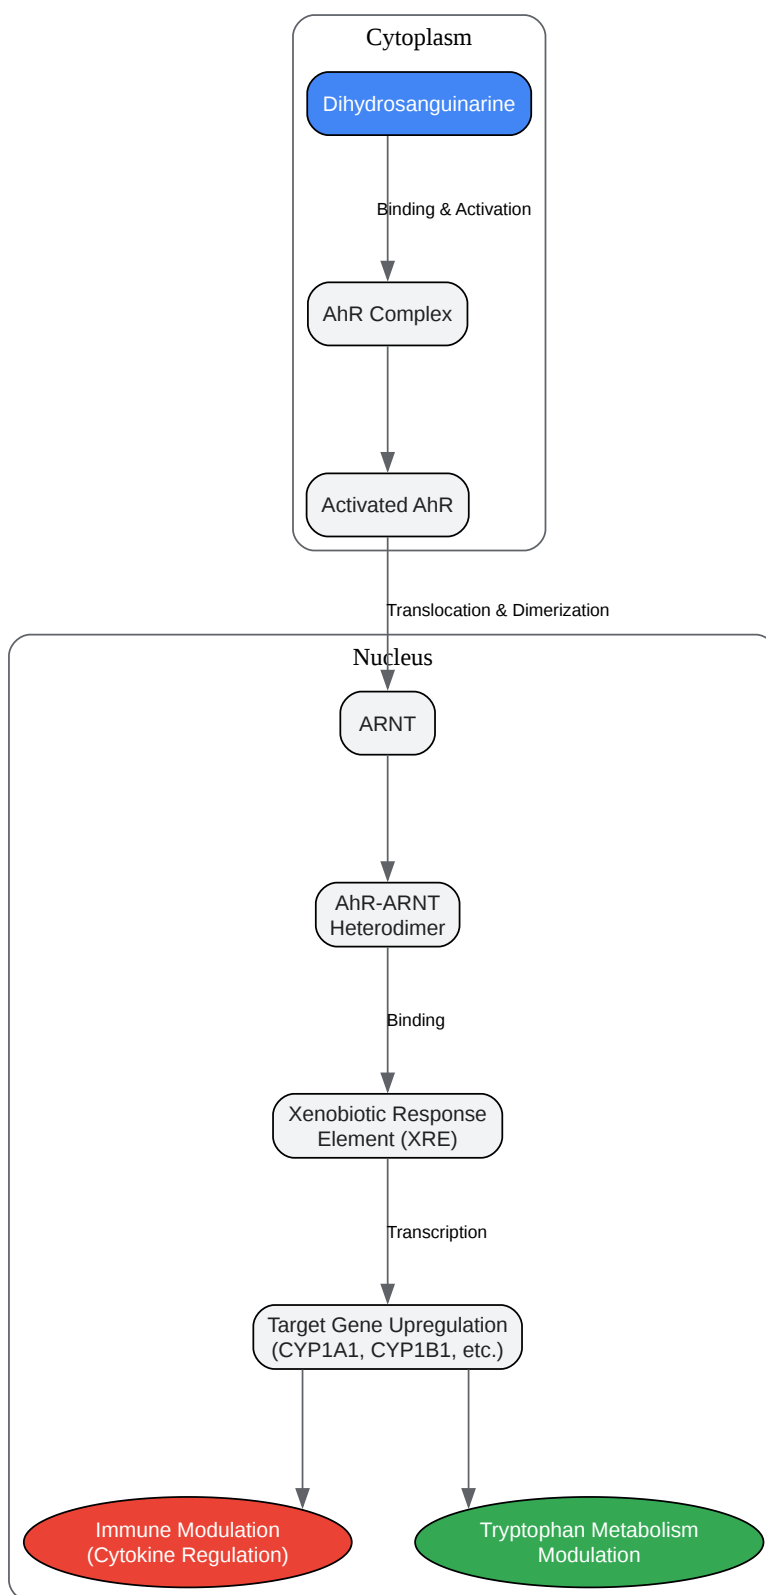 Cytoplasm
Dihydrosanguinarine
Binding & Activation
AhR Complex
Activated AhR
Translocation & Dimerization
Nucleus
ARNT
AhR-ARNT
Heterodimer
Binding
Xenobiotic Response
Element (XRE)
Transcription
Target Gene Upregulation
(CYP1A1, CYP1B1, etc.)
Immune Modulation
(Cytokine Regulation)
Tryptophan Metabolism
Modulation